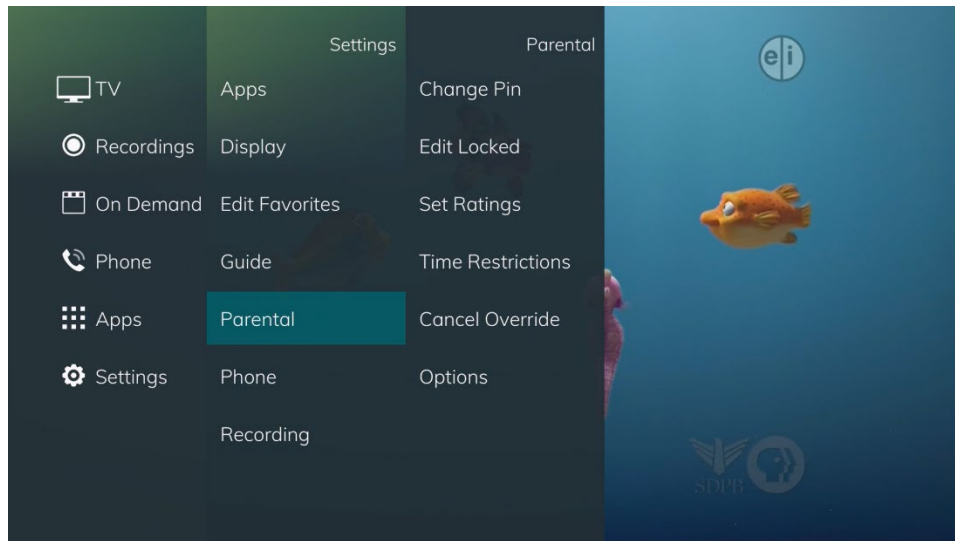 TV
Recordings
On Demand
Phone
Apps
Settings
Settings
Apps
Display
Edit Favorites
Guide
Parental
Phone
Recording
Parental
Change Pin
Edit Locked
Set Ratings
Time Restrictions
Cancel Override
Options
e|i
SDPB